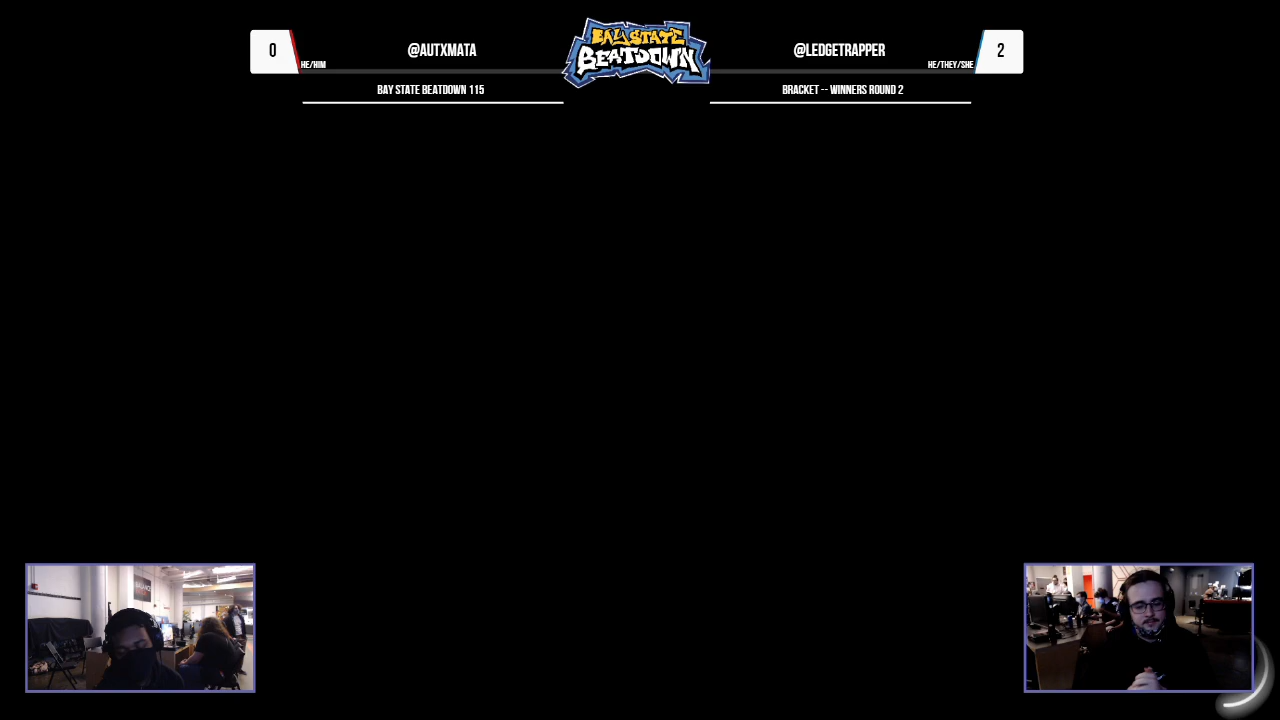 0
@AUTXMATA
HE/HIM
BAY STATE
BEATDOWN
@LEDGETRAPPER
HE/THEY/SHE
2
BAY STATE BEATDOWN 115
BRACKET -- WINNERS ROUND 2